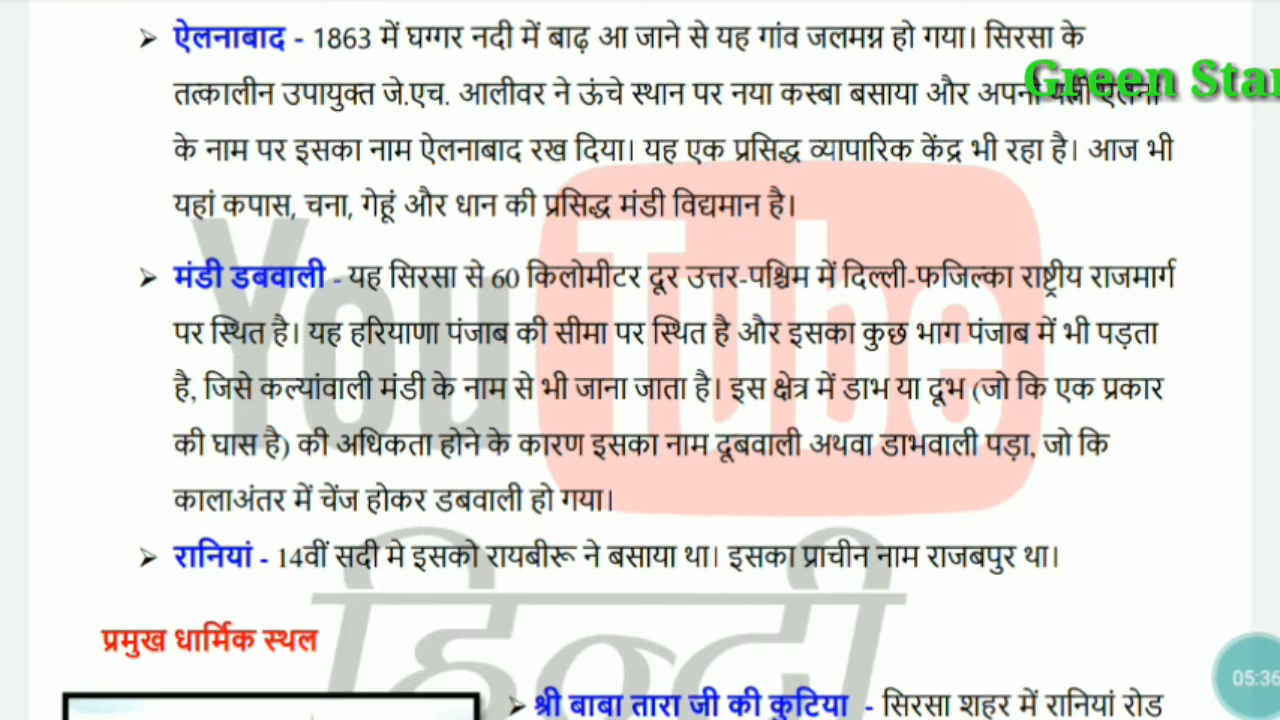 ➤ ऐलनाबाद - 1863 में घग्गर नदी में बाढ़ आ जाने से यह गांव जलमग्न हो गया। सिरसा के
तत्कालीन उपायुक्त जे.एच. आलीवर ने ऊंचे स्थान पर नया कस्बा बसाया और
Green Star
के नाम पर इसका नाम ऐलनाबाद रख दिया। यह एक प्रसिद्ध व्यापारिक केंद्र भी रहा है। आज भी
यहां कपास, चना, गेहूं और धान की प्रसिद्ध मंडी विद्यमान है।
➤ मंडी डबवाली - यह सिरसा से 60 किलोमीटर दूर उत्तर-पश्चिम में दिल्ली-फजिल्का राष्ट्रीय राजमार्ग
पर स्थित है। यह हरियाणा पंजाब की सीमा पर स्थित है और इसका कुछ भाग पंजाब में भी पड़ता
है, जिसे कल्यांवाली मंडी के नाम से भी जाना जाता है। इस क्षेत्र में डाभ या दूभ (जो कि एक प्रकार
की घास है) की अधिकता होने के कारण इसका नाम दूबवाली अथवा डाभवाली पड़ा, जो कि
कालाअंतर में चेंज होकर डबवाली हो गया।
➤ रानियां - 14वीं सदी मे इसको रायबीरू ने बसाया था। इसका प्राचीन नाम राजबपुर था।
YouTube
हिन्दी
प्रमुख धार्मिक स्थल
05:36
➤ श्री बाबा तारा जी की कुटिया - सिरसा शहर में रानियां रोड